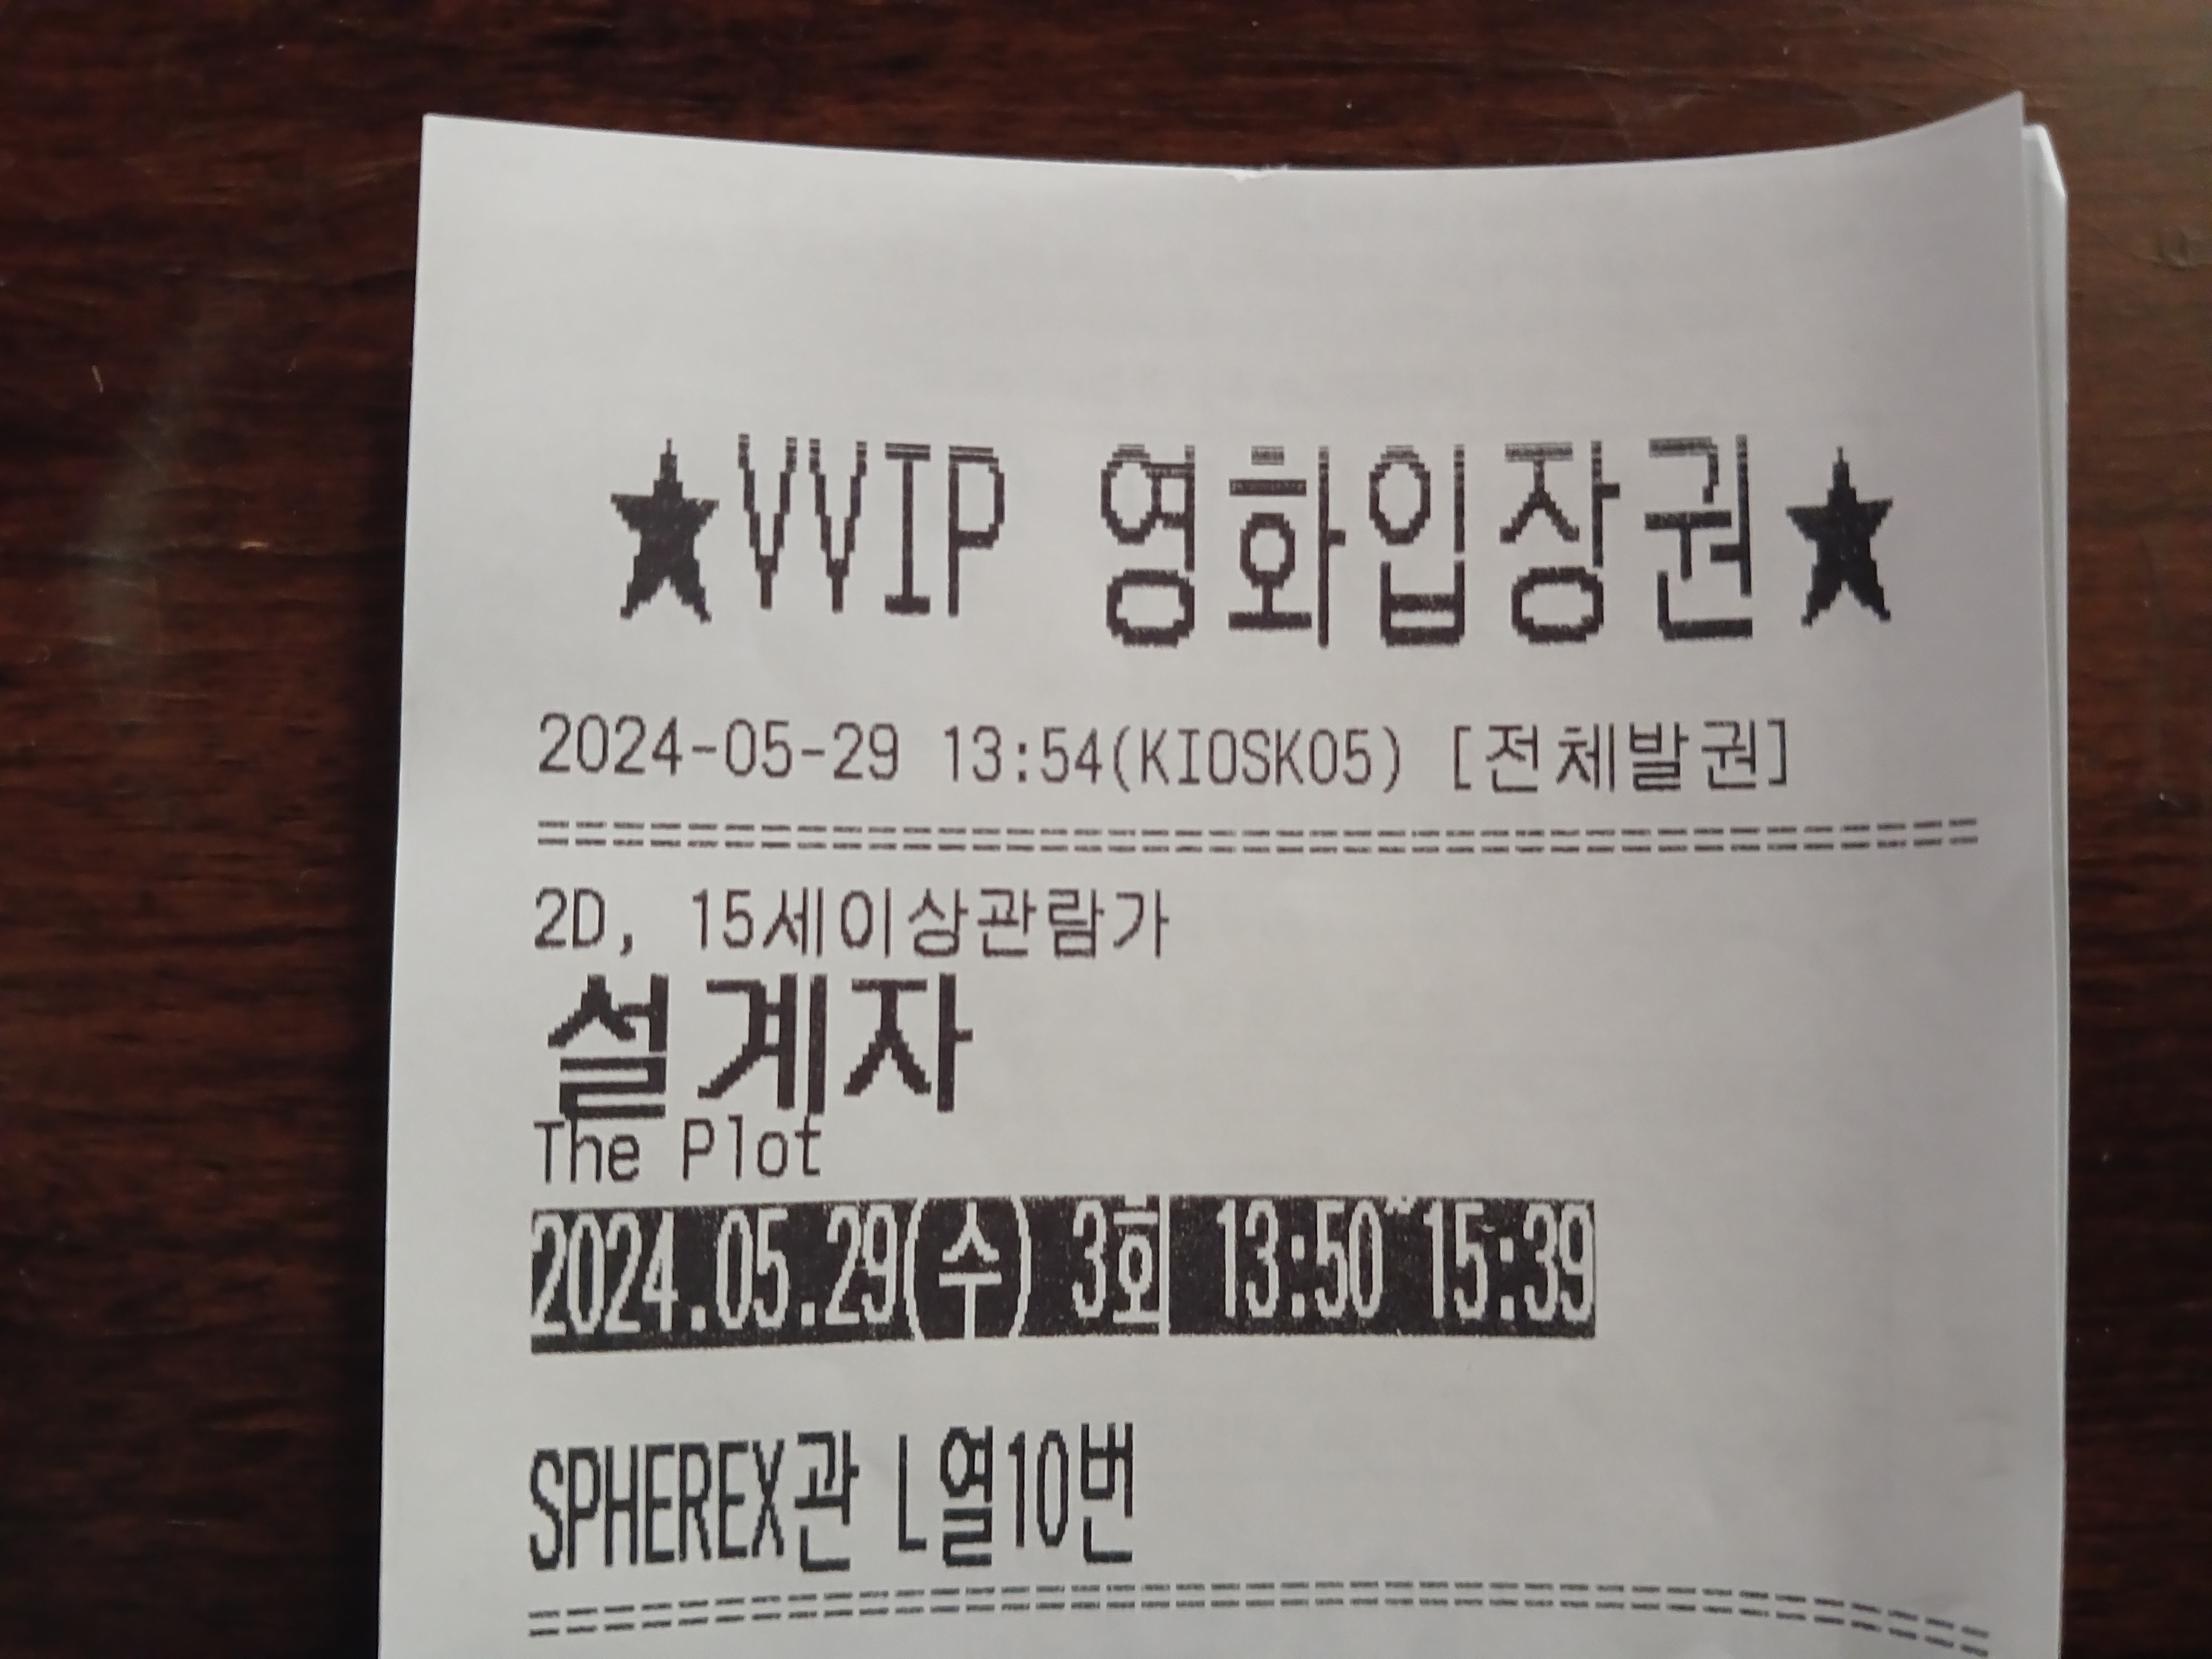 ★VVIP 영화입장권★
2024-05-29 13:54(KIOSK05) [전체발권]
2D, 15세이상관람가
설계자
The Plot
2024.05.29(수) 3회 13:50~15:39
SPHEREX관 L열10번